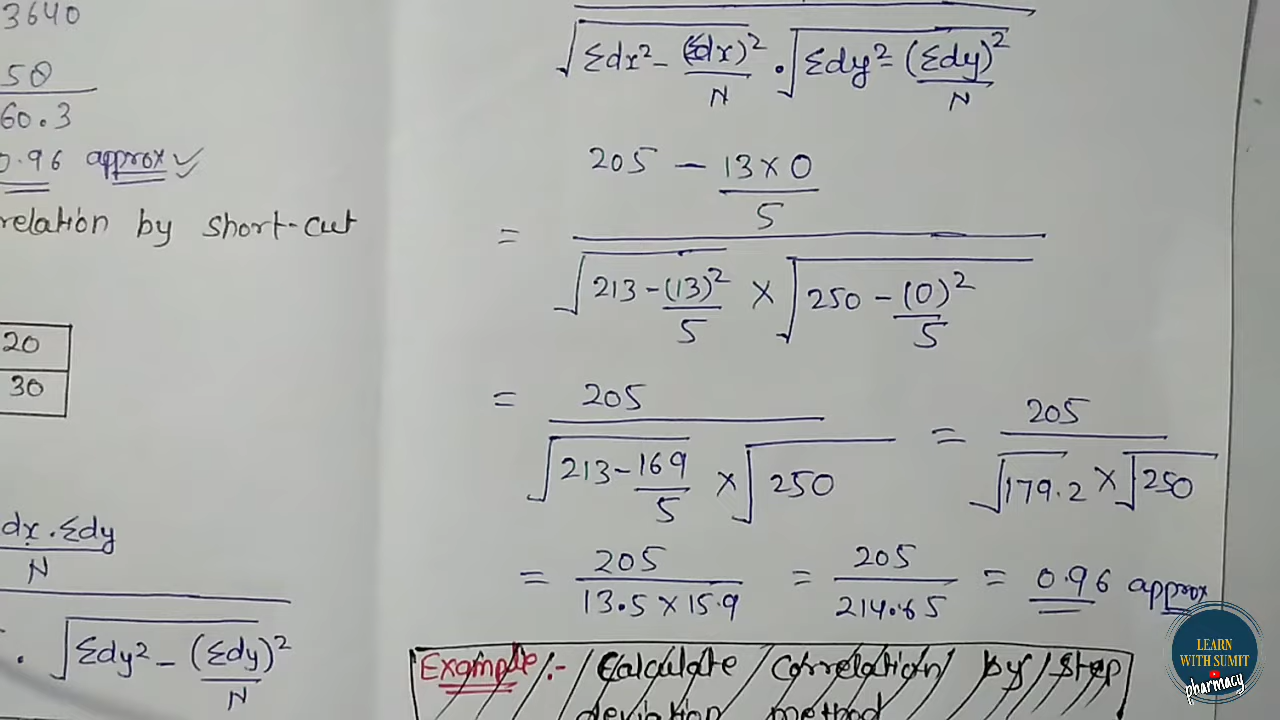 3640
50
60.3
0.96 approx ✓
relation by short-cut
20
30
dx . Σdy
N
. √Σdy² - (Σdy)²
N
√Σdx² - (Σdx)² . √Σdy² - (Σdy)²
N N
205 - 13 × 0
5
=
√213 - (13)² × √250 - (0)²
5 5
= 205 = 205
√213 - 169 × √250 √179.2 × √250
5
= 205 = 205 = 0.96 approx
13.5 × 15.9 214.65
Example :- Calculate correlation by step
deviation method
LEARN
WITH SUMIT
pharmacy